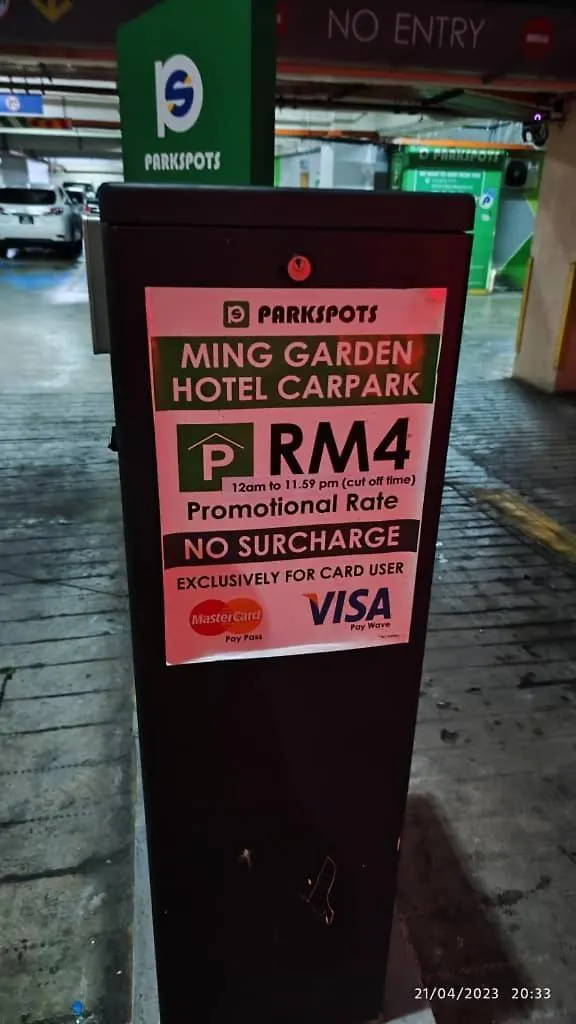 NO ENTRY
PS
PARKSPOTS
PARKSPOTS
PARKSPOTS
MING GARDEN
HOTEL CARPARK
P RM4
12am to 11.59 pm (cut off time)
Promotional Rate
NO SURCHARGE
EXCLUSIVELY FOR CARD USER
MasterCard VISA
Pay Pass Pay Wave
21/04/2023 20:33